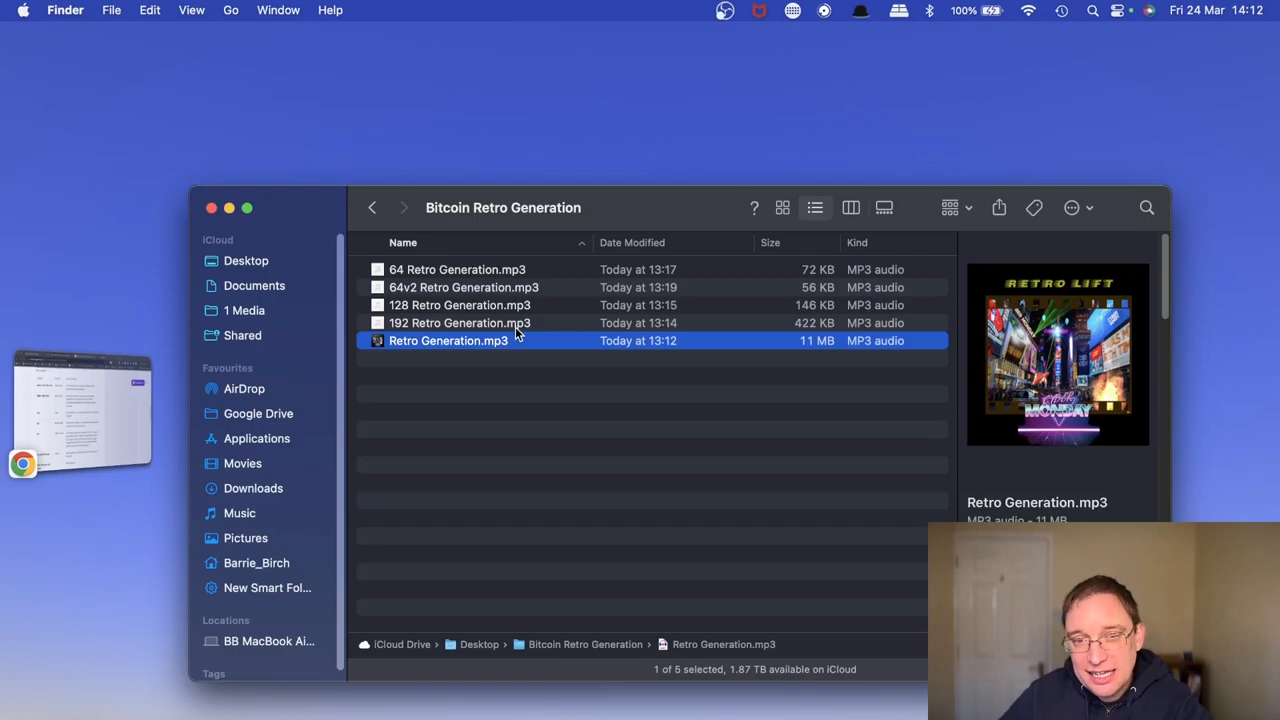 Finder File Edit View Go Window Help 100% Fri 24 Mar 14:12
Bitcoin Retro Generation
iCloud
Desktop
Documents
1 Media
Shared
Favourites
AirDrop
Google Drive
Applications
Movies
Downloads
Music
Pictures
Barrie_Birch
New Smart Fol...
Locations
BB MacBook Ai...
Tags
Name Date Modified Size Kind
64 Retro Generation.mp3 Today at 13:17 72 KB MP3 audio
64v2 Retro Generation.mp3 Today at 13:19 56 KB MP3 audio
128 Retro Generation.mp3 Today at 13:15 146 KB MP3 audio
192 Retro Generation.mp3 Today at 13:14 422 KB MP3 audio
Retro Generation.mp3 Today at 13:12 11 MB MP3 audio
RETRO LIFT
CYBER
MONDAY
Retro Generation.mp3
MP3 audio - 11 MB
iCloud Drive › Desktop › Bitcoin Retro Generation › Retro Generation.mp3
1 of 5 selected, 1.87 TB available on iCloud